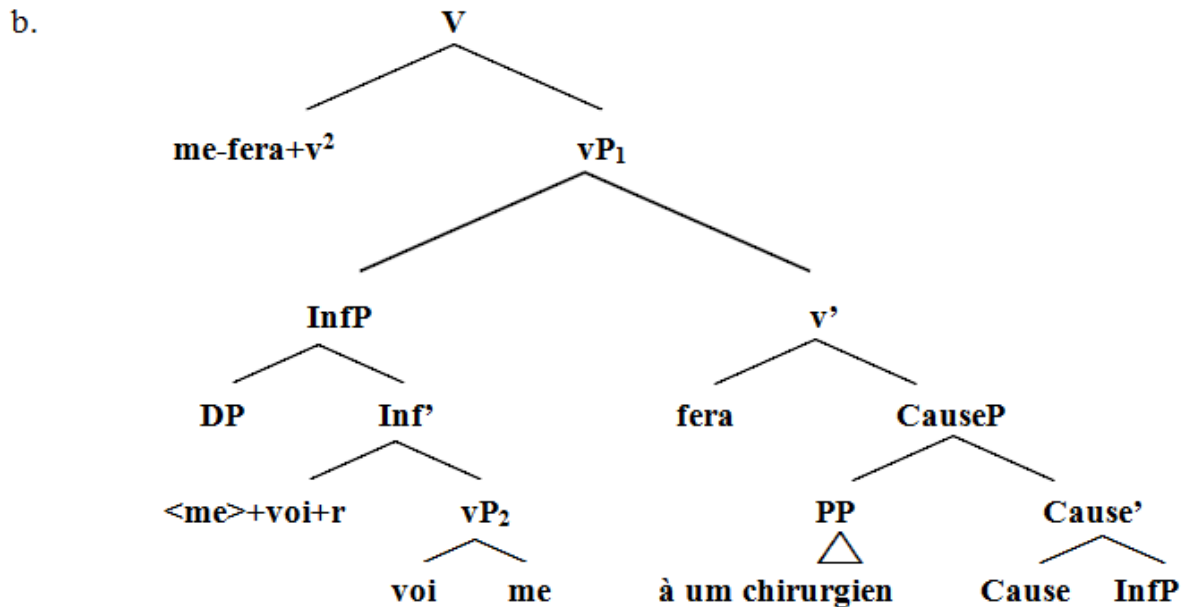 b.
V
me-fera+v²
vP₁
InfP
v’
DP
Inf’
fera
CauseP
<me>+voi+r
vP₂
PP
Cause’
voi
me
à um chirurgien
Cause
InfP